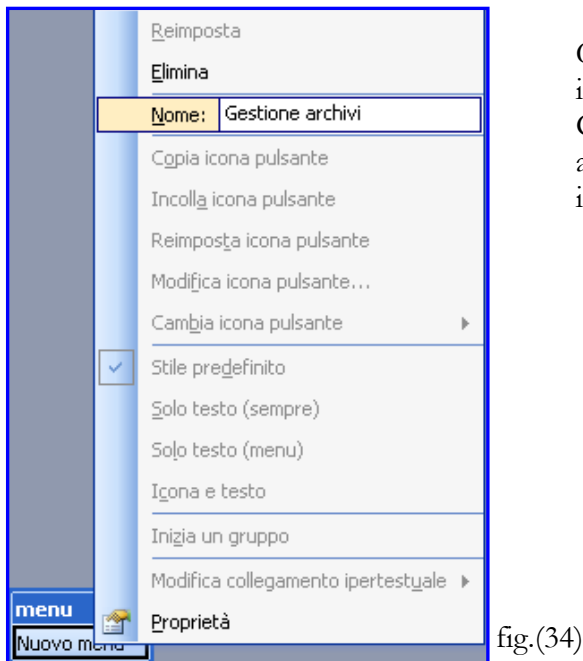 Reimposta
Elimina
Nome: Gestione archivi
Copia icona pulsante
Incolla icona pulsante
Reimposta icona pulsante
Modifica icona pulsante...
Cambia icona pulsante
Stile predefinito
Solo testo (sempre)
Solo testo (menu)
Icona e testo
Inizia un gruppo
Modifica collegamento ipertestuale
Proprietà
menu
Nuovo menu
fig.(34)